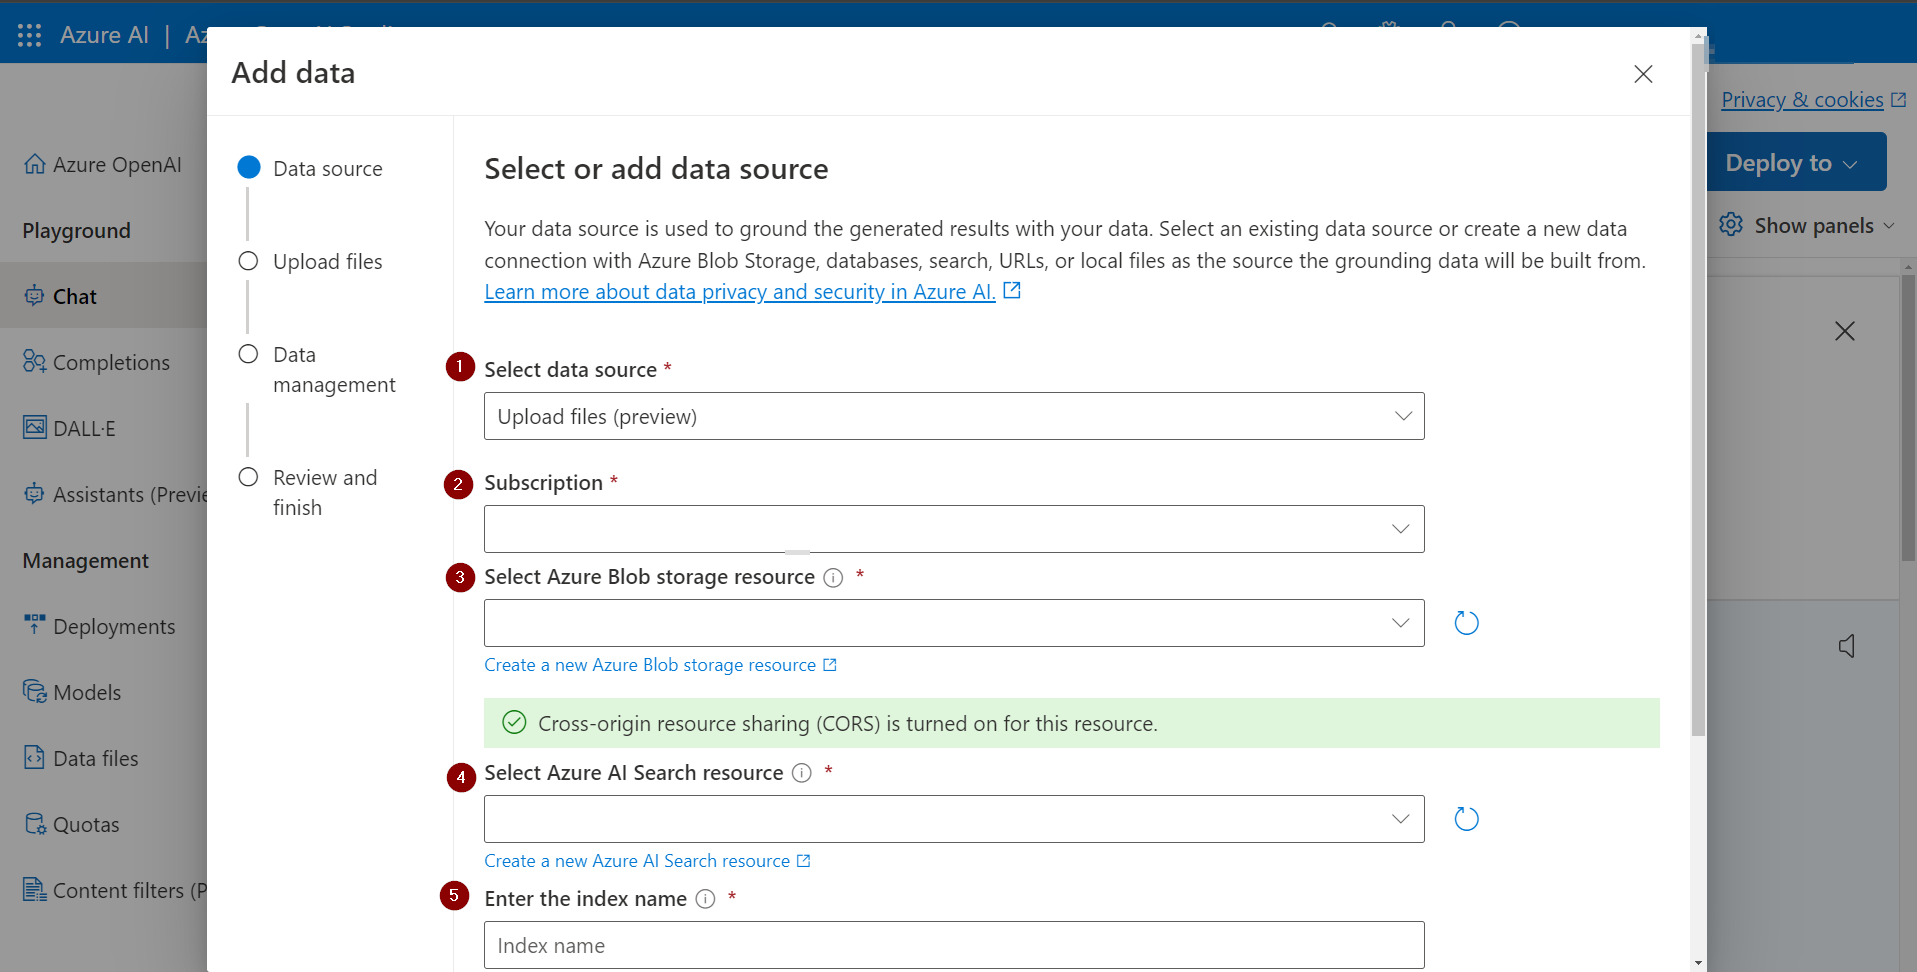 Azure AI | Az
Privacy & cookies
Deploy to
Show panels
Azure OpenAI
Playground
Chat
Completions
DALL·E
Assistants (Previe
Management
Deployments
Models
Data files
Quotas
Content filters (P
Add data
Data source
Upload files
Data
management
Review and
finish
Select or add data source
Your data source is used to ground the generated results with your data. Select an existing data source or create a new data
connection with Azure Blob Storage, databases, search, URLs, or local files as the source the grounding data will be built from.
Learn more about data privacy and security in Azure AI.
1 Select data source *
Upload files (preview)
2 Subscription *
3 Select Azure Blob storage resource *
Create a new Azure Blob storage resource
Cross-origin resource sharing (CORS) is turned on for this resource.
4 Select Azure AI Search resource *
Create a new Azure AI Search resource
5 Enter the index name *
Index name